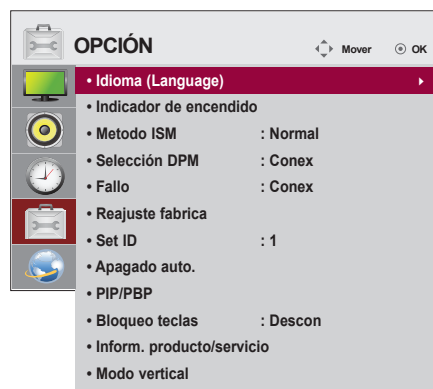 OPCIÓN
Mover
OK
• Idioma (Language)
• Indicador de encendido
• Metodo ISM : Normal
• Selección DPM : Conex
• Fallo : Conex
• Reajuste fabrica
• Set ID : 1
• Apagado auto.
• PIP/PBP
• Bloqueo teclas : Descon
• Inform. producto/servicio
• Modo vertical